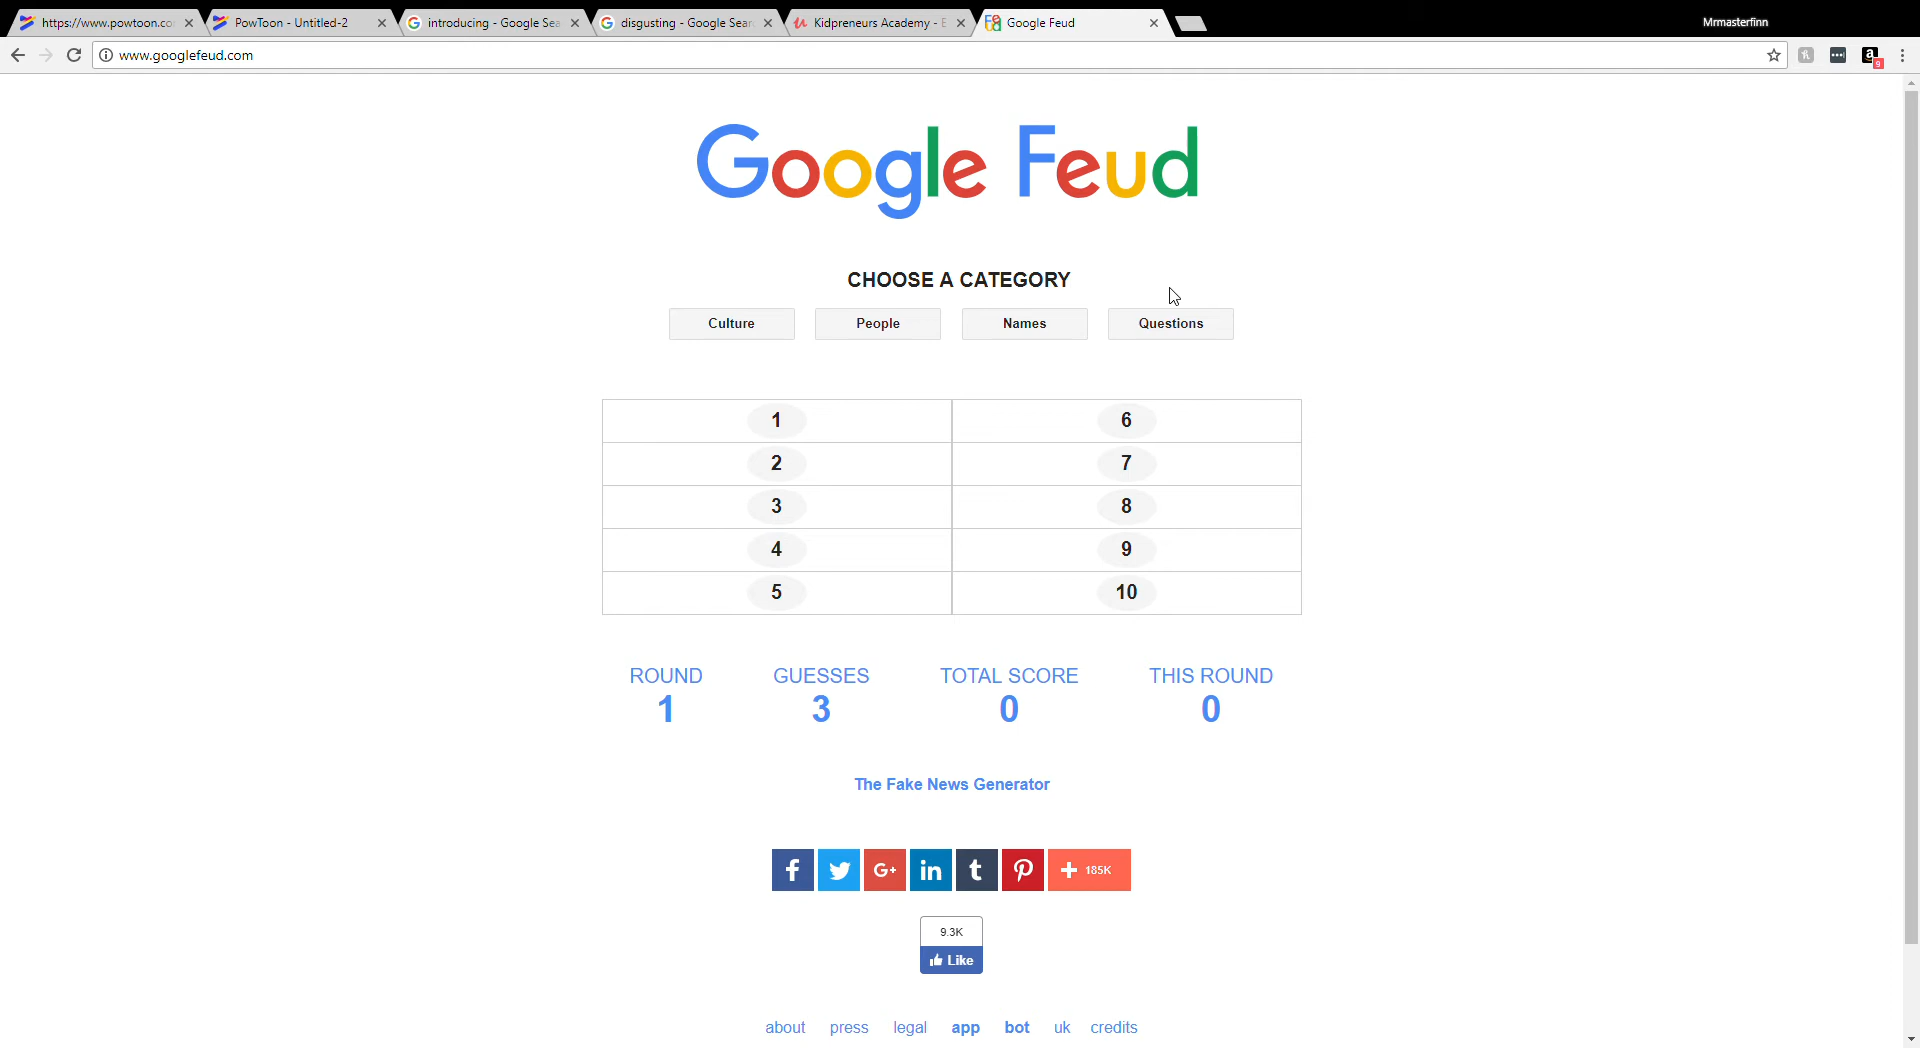 https://www.powtoon.co
PowToon - Untitled-2
introducing - Google Sea
disgusting - Google Sear
Kidpreneurs Academy - E
Google Feud
Mrmasterfinn
www.googlefeud.com
a
9
Google Feud
CHOOSE A CATEGORY
Culture People Names Questions
1 6
2 7
3 8
4 9
5 10
ROUND GUESSES TOTAL SCORE THIS ROUND
1 3 0 0
The Fake News Generator
f G+ in t 185K
9.3K
Like
about press legal app bot uk credits